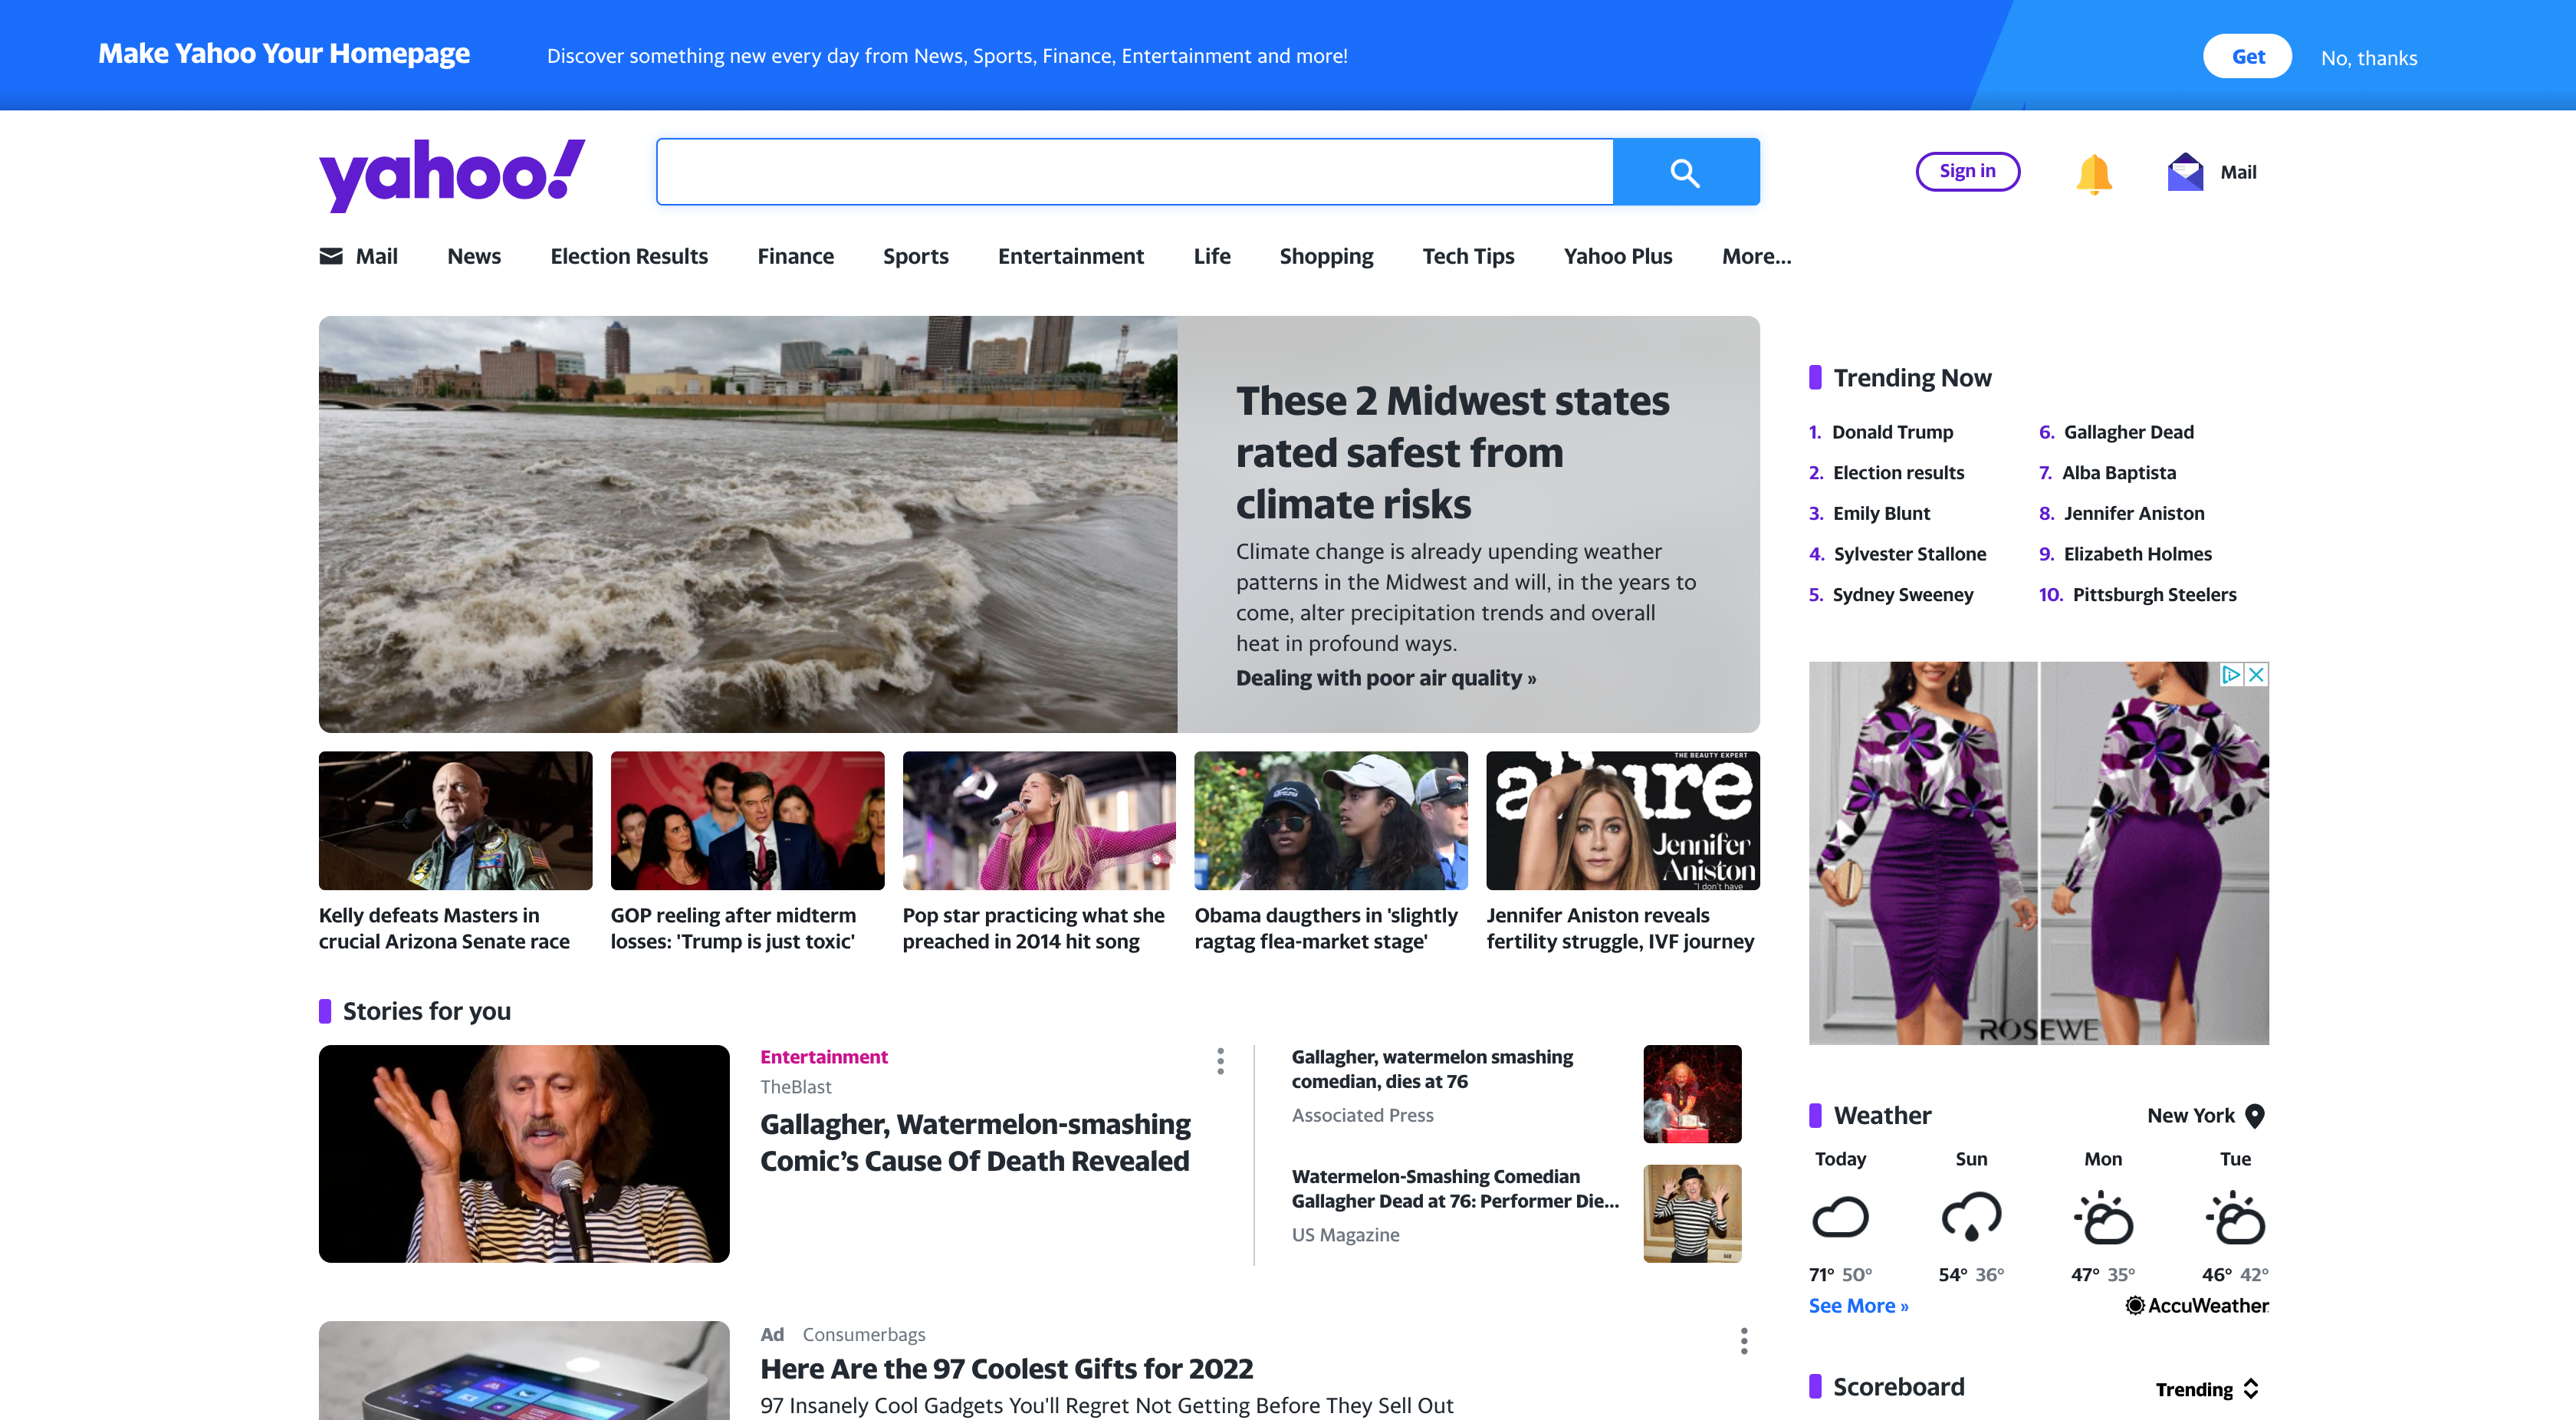 Make Yahoo Your Homepage
Discover something new every day from News, Sports, Finance, Entertainment and more!
Get
No, thanks
yahoo!
Sign in
Mail
Mail
News
Election Results
Finance
Sports
Entertainment
Life
Shopping
Tech Tips
Yahoo Plus
More...
These 2 Midwest states
rated safest from
climate risks
Climate change is already upending weather
patterns in the Midwest and will, in the years to
come, alter precipitation trends and overall
heat in profound ways.
Dealing with poor air quality »
THE BEAUTY EXPERT
allure
Jennifer
Aniston
"I don't have
Kelly defeats Masters in
crucial Arizona Senate race
GOP reeling after midterm
losses: 'Trump is just toxic'
Pop star practicing what she
preached in 2014 hit song
Obama daugthers in 'slightly
ragtag flea-market stage'
Jennifer Aniston reveals
fertility struggle, IVF journey
Stories for you
Entertainment
TheBlast
Gallagher, Watermelon-smashing
Comic's Cause Of Death Revealed
Gallagher, watermelon smashing
comedian, dies at 76
Associated Press
Watermelon-Smashing Comedian
Gallagher Dead at 76: Performer Die...
US Magazine
Ad Consumerbags
Here Are the 97 Coolest Gifts for 2022
97 Insanely Cool Gadgets You'll Regret Not Getting Before They Sell Out
Trending Now
1. Donald Trump
2. Election results
3. Emily Blunt
4. Sylvester Stallone
5. Sydney Sweeney
6. Gallagher Dead
7. Alba Baptista
8. Jennifer Aniston
9. Elizabeth Holmes
10. Pittsburgh Steelers
ROSEWE
Weather
New York
Today Sun Mon Tue
71° 50° 54° 36° 47° 35° 46° 42°
See More »
AccuWeather
Scoreboard
Trending